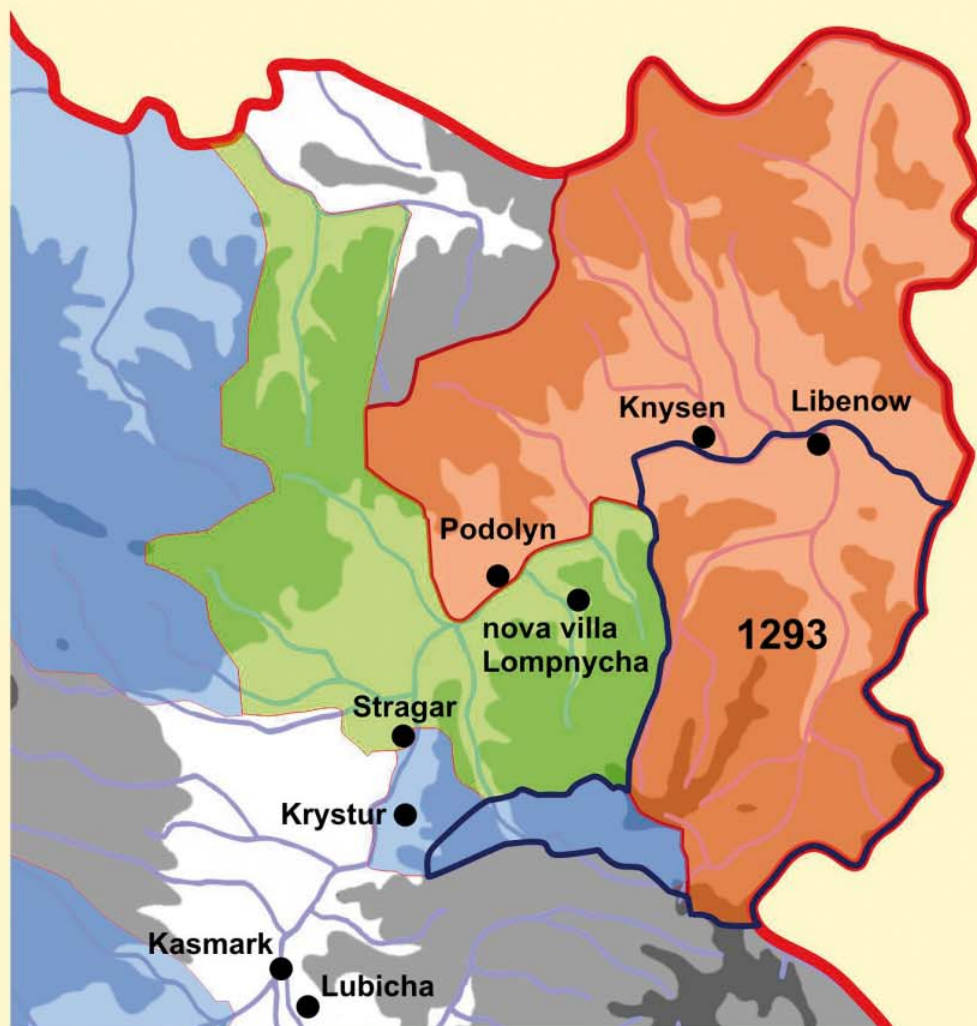 Knysen
Libenow
Podolyn
nova villa
Lompnycha
1293
Stragar
Krystur
Kasmark
Lubicha